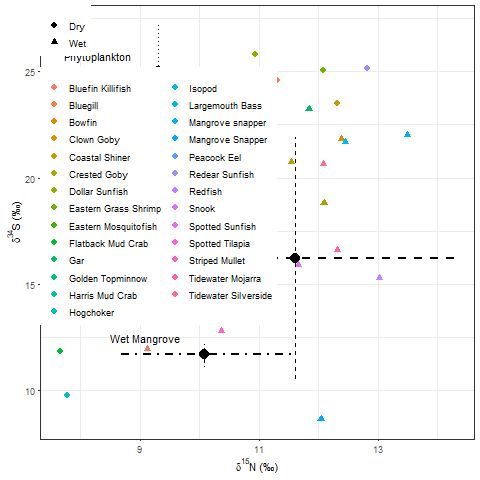 Dry
Wet
Phytoplankton
Bluefin Killifish
Bluegill
Bowfin
Clown Goby
Coastal Shiner
Crested Goby
Dollar Sunfish
Eastern Grass Shrimp
Eastern Mosquitofish
Flatback Mud Crab
Gar
Golden Topminnow
Harris Mud Crab
Hogchoker
Isopod
Largemouth Bass
Mangrove snapper
Mangrove Snapper
Peacock Eel
Redear Sunfish
Redfish
Snook
Spotted Sunfish
Spotted Tilapia
Striped Mullet
Tidewater Mojarra
Tidewater Silverside
Wet Mangrove
25
20
15
10
δ³⁴S (‰)
9
11
13
δ¹⁵N (‰)